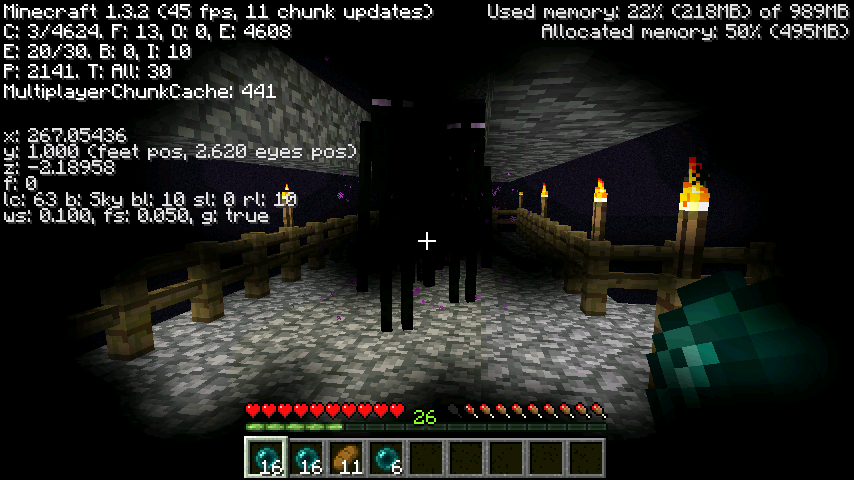 Minecraft 1.3.2 (45 fps, 11 chunk updates)
C: 3/4624. F: 13, O: 0, E: 4608
E: 20/30. B: 0, I: 10
P: 2141. T: All: 30
MultiplayerChunkCache: 441
Used memory: 22% (218MB) of 989MB
Allocated memory: 50% (495MB)
x: 267.05436
y: 1.000 (feet pos, 2.620 eyes pos)
z: -2.18958
f: 0
lc: 63 b: Sky bl: 10 sl: 0 rl: 10
ws: 0.100, fs: 0.050, g: true
26
16 16 11 6